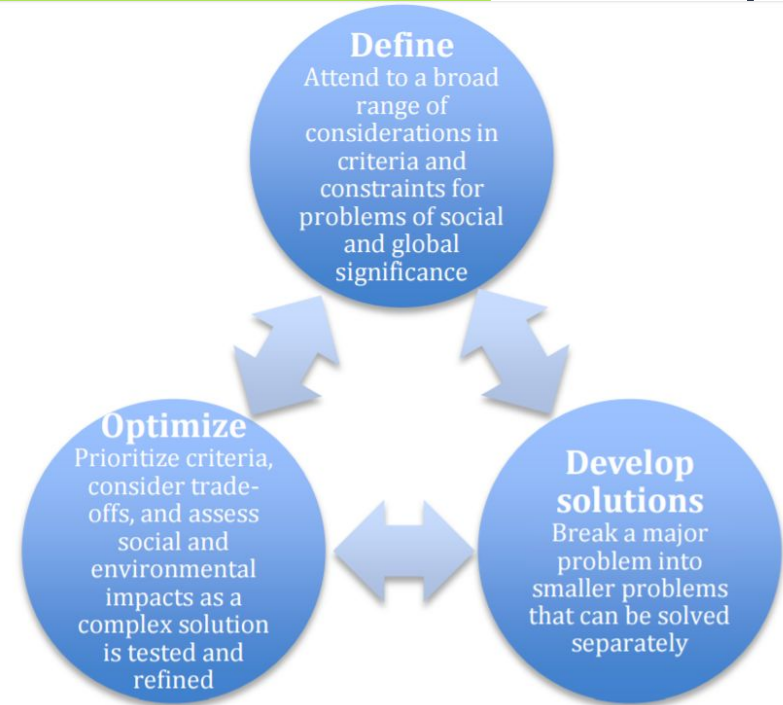 Define
Attend to a broad
range of
considerations in
criteria and
constraints for
problems of social
and global
significance
Optimize
Prioritize criteria,
consider trade-
offs, and assess
social and
environmental
impacts as a
complex solution
is tested and
refined
Develop
solutions
Break a major
problem into
smaller problems
that can be solved
separately